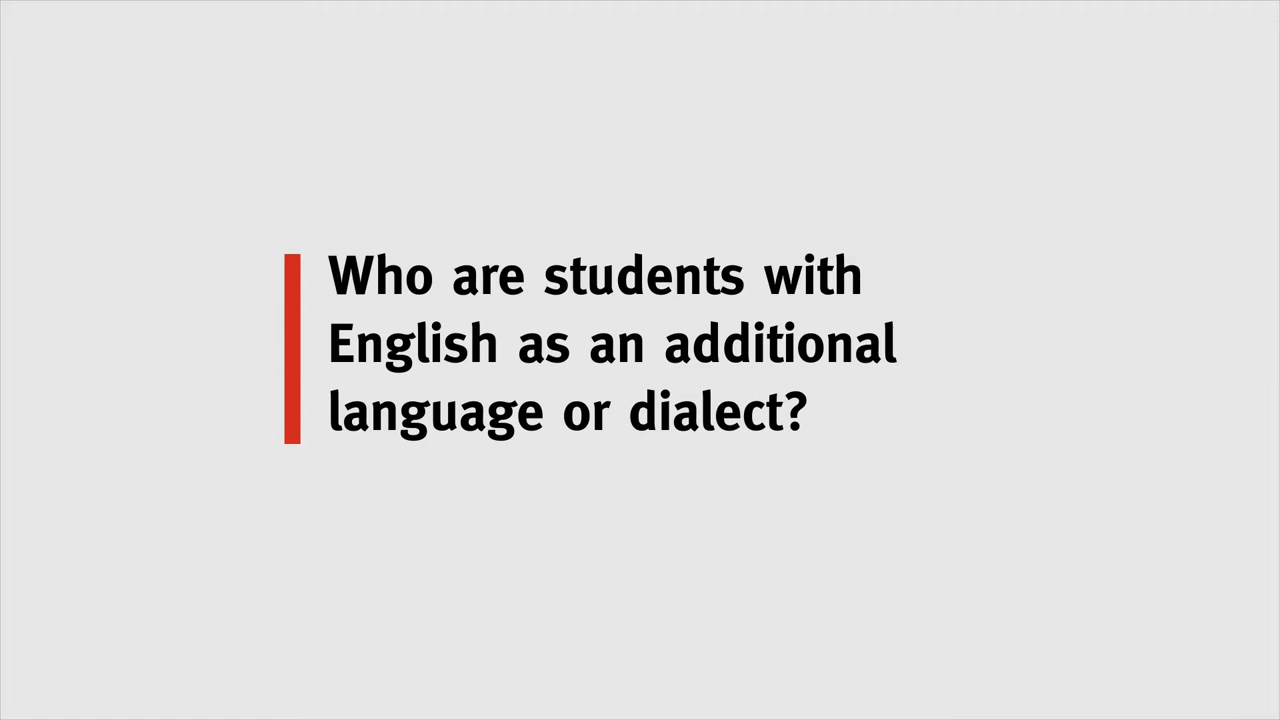 Who are students with
English as an additional
language or dialect?